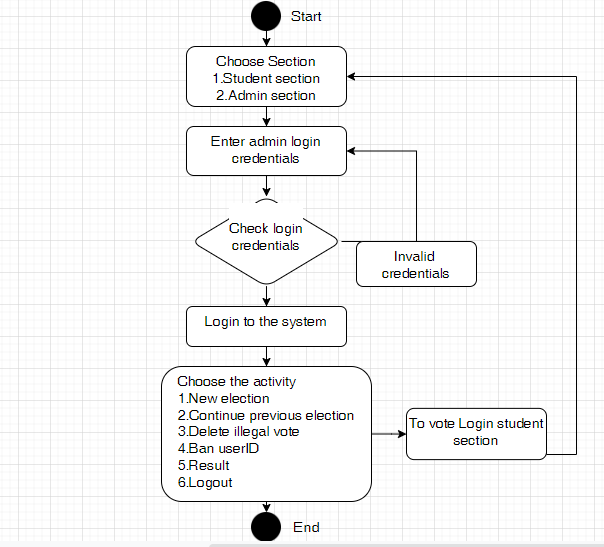 Start
Choose Section
1.Student section
2.Admin section
Enter admin login
credentials
Check login
credentials
Invalid
credentials
Login to the system
Choose the activity
1.New election
2.Continue previous election
3.Delete illegal vote
4.Ban userID
5.Result
6.Logout
To vote Login student
section
End